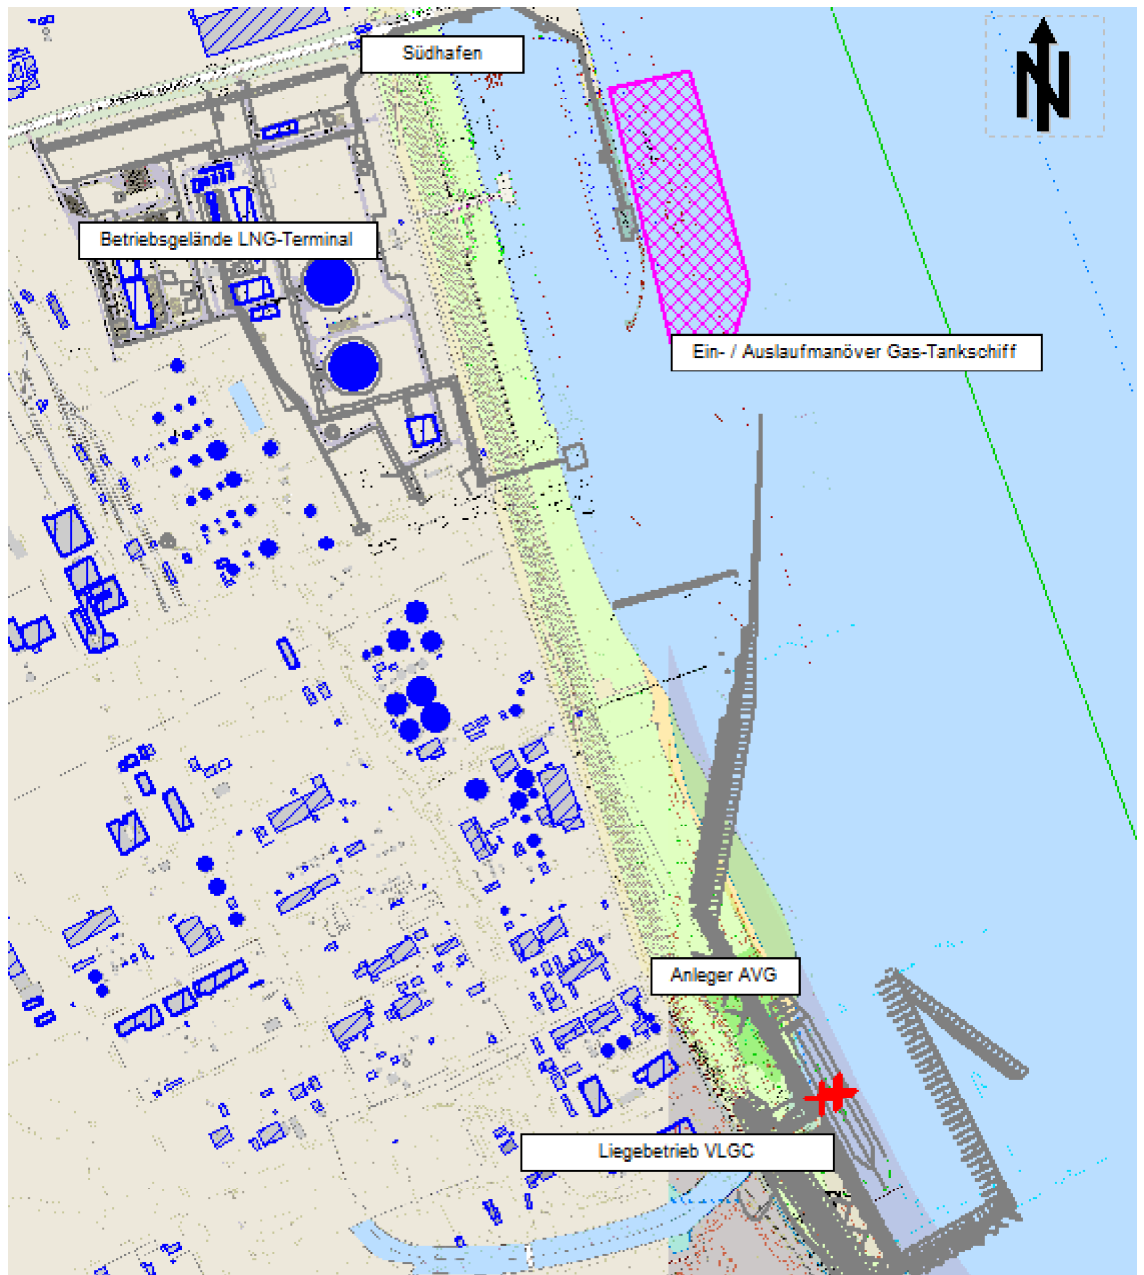 Südhafen
N
Betriebsgelände LNG-Terminal
Ein- / Auslaufmanöver Gas-Tankschiff
Anleger AVG
Liegebetrieb VLGC